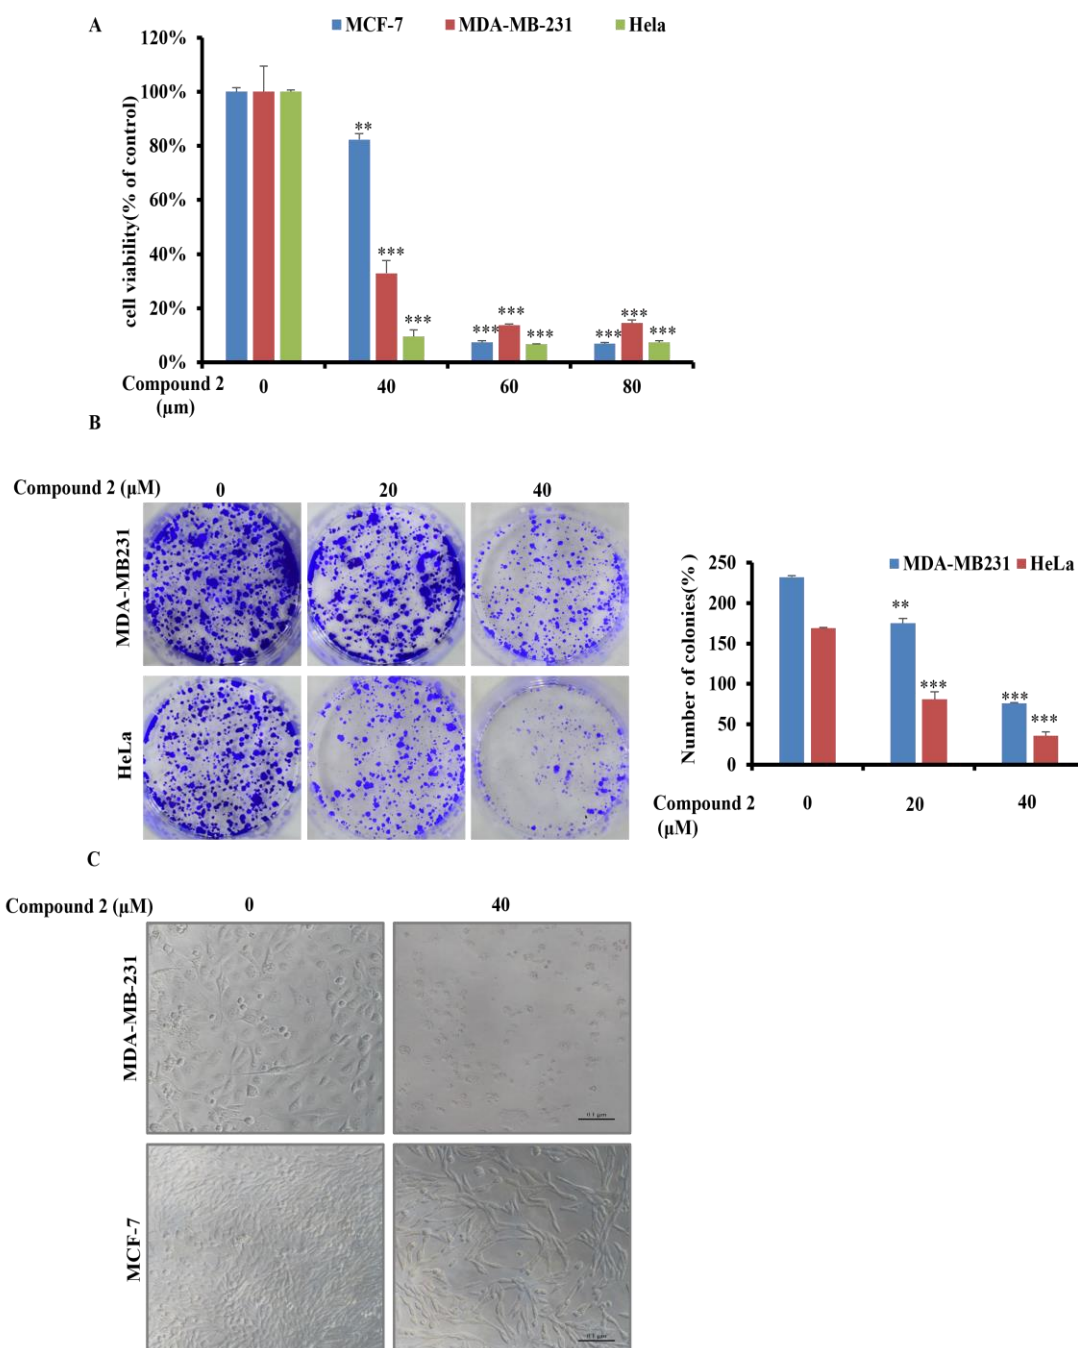 A
MCF-7 MDA-MB-231 Hela
120%
100%
80%
60%
40%
20%
0%
cell viability(% of control)
**
***
***
***
***
***
***
***
***
Compound 2
(μm)
0 40 60 80
B
Compound 2 (μM) 0 20 40
MDA-MB231
HeLa
MDA-MB231 HeLa
250
200
150
100
50
0
Number of colonies(% )
**
***
***
***
Compound 2
(μM)
0 20 40
C
Compound 2 (μM) 0 40
MDA-MB-231
MCF-7